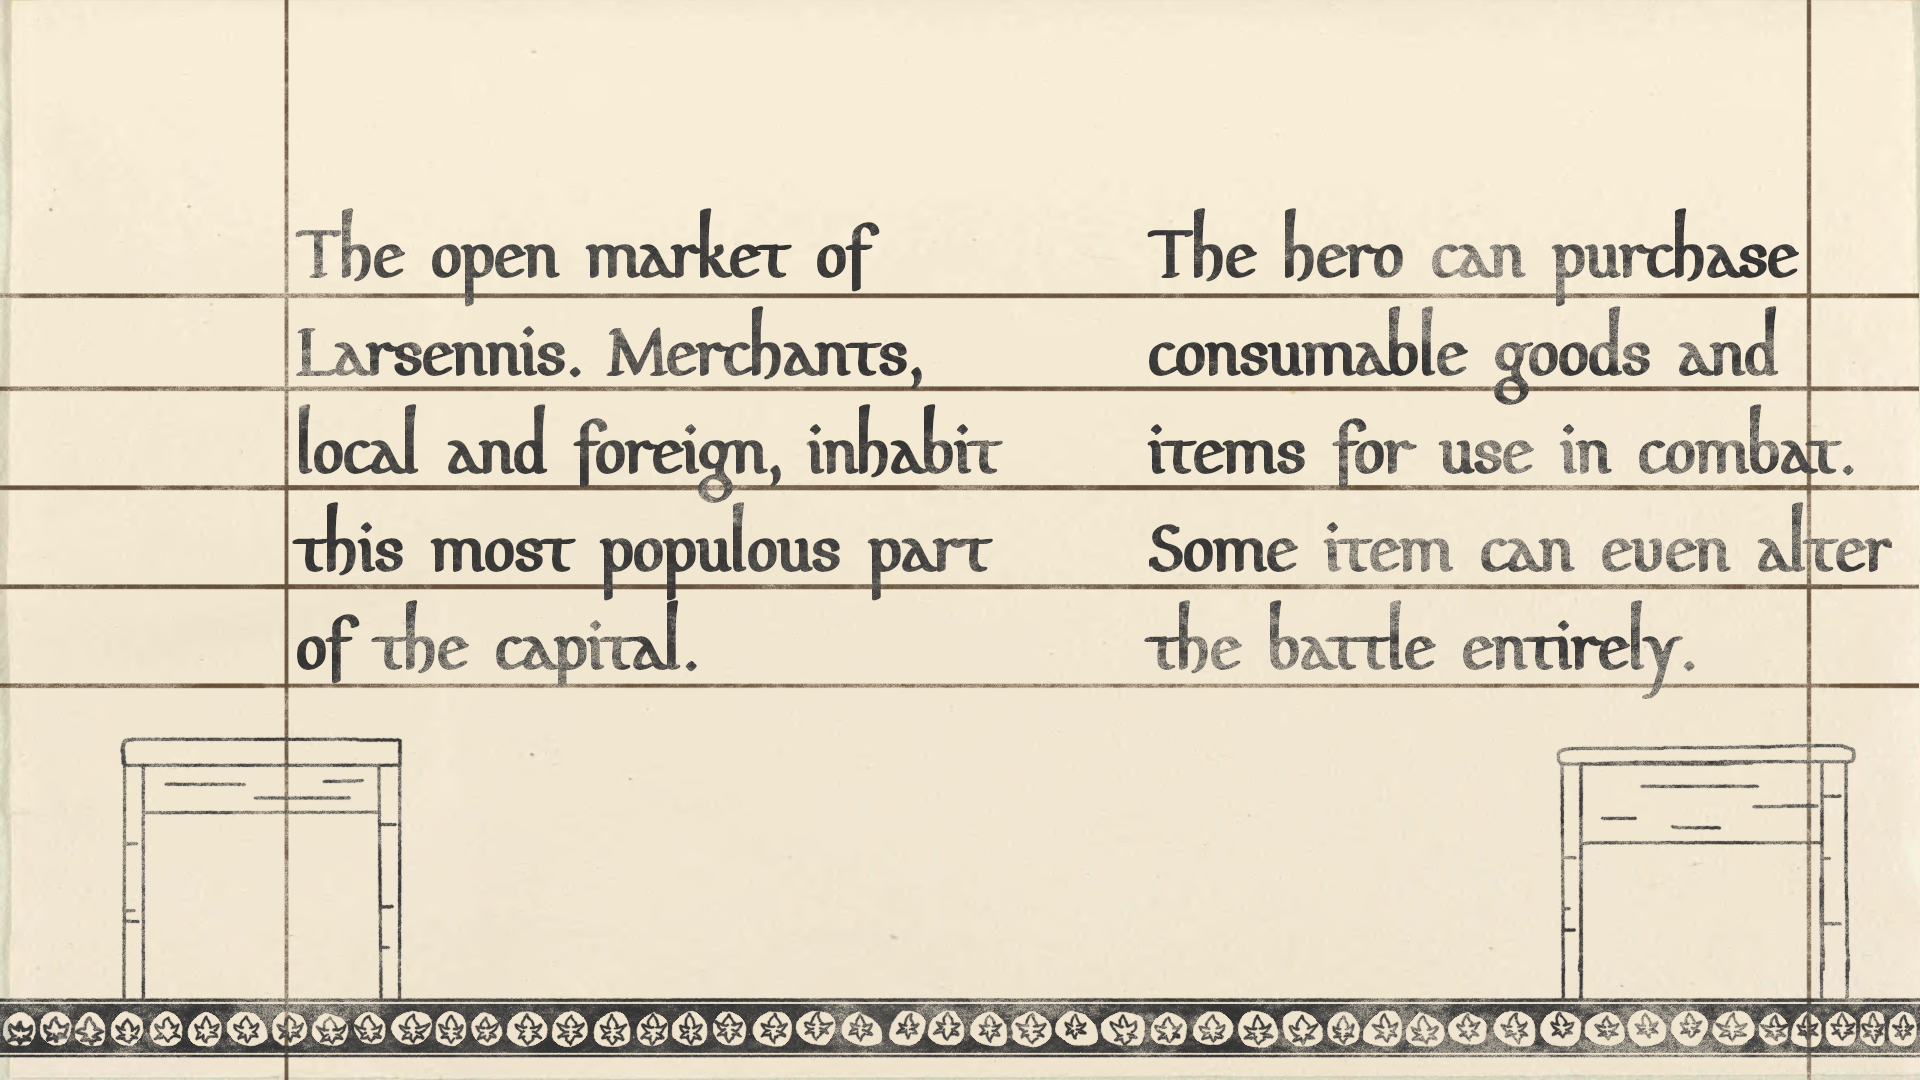 The open market of
Larsennis. Merchants,
local and foreign, inhabit
this most populous part
of the capital.
The hero can purchase
consumable goods and
items for use in combat.
Some item can even alter
the battle entirely.